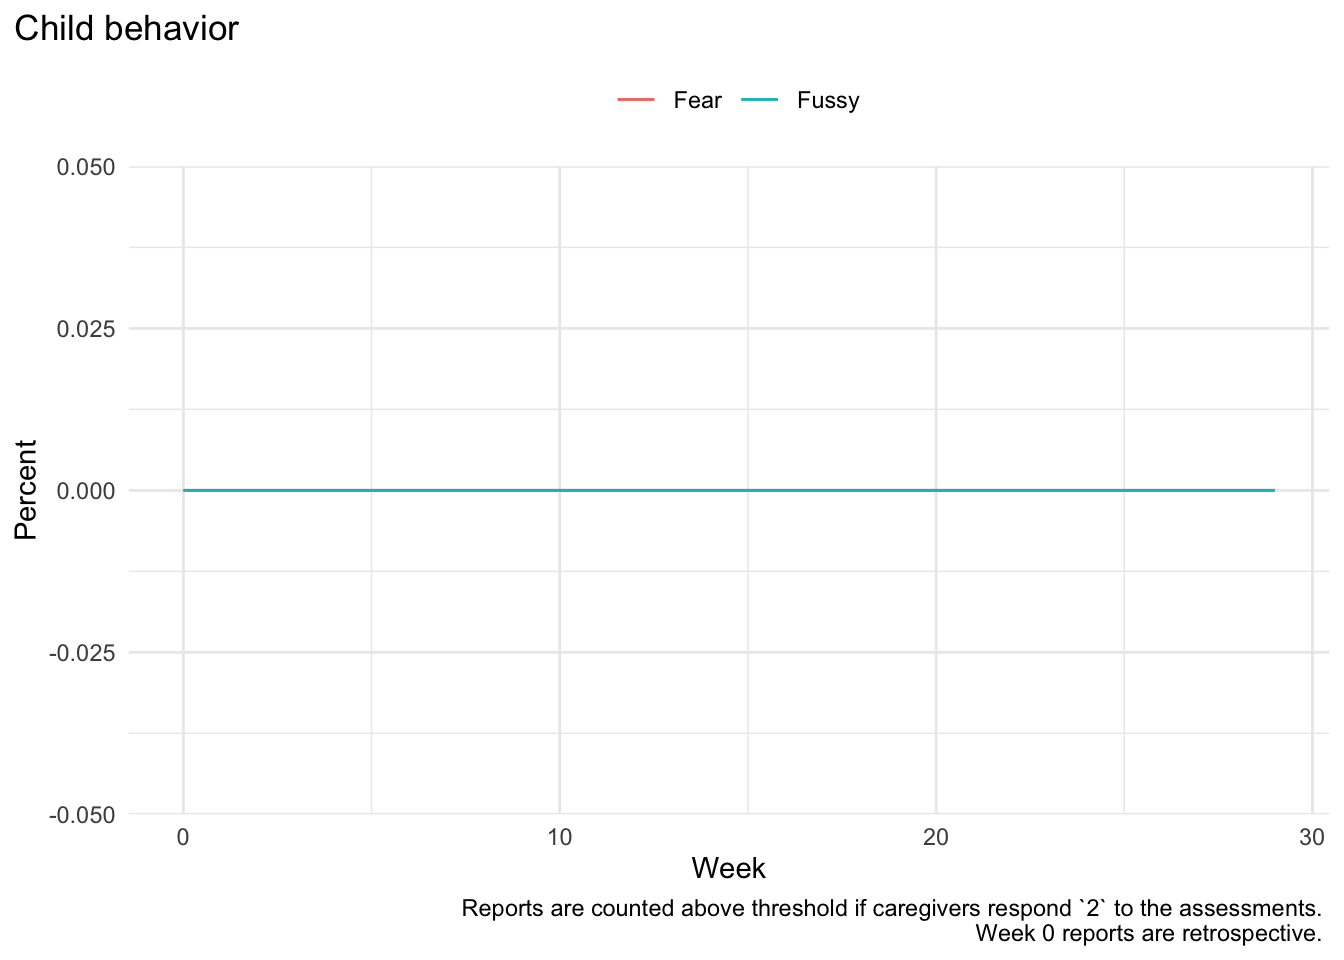 Child behavior
Fear Fussy
0.050
0.025
0.000
-0.025
-0.050
Percent
0 10 20 30
Week
Reports are counted above threshold if caregivers respond `2` to the assessments.
Week 0 reports are retrospective.